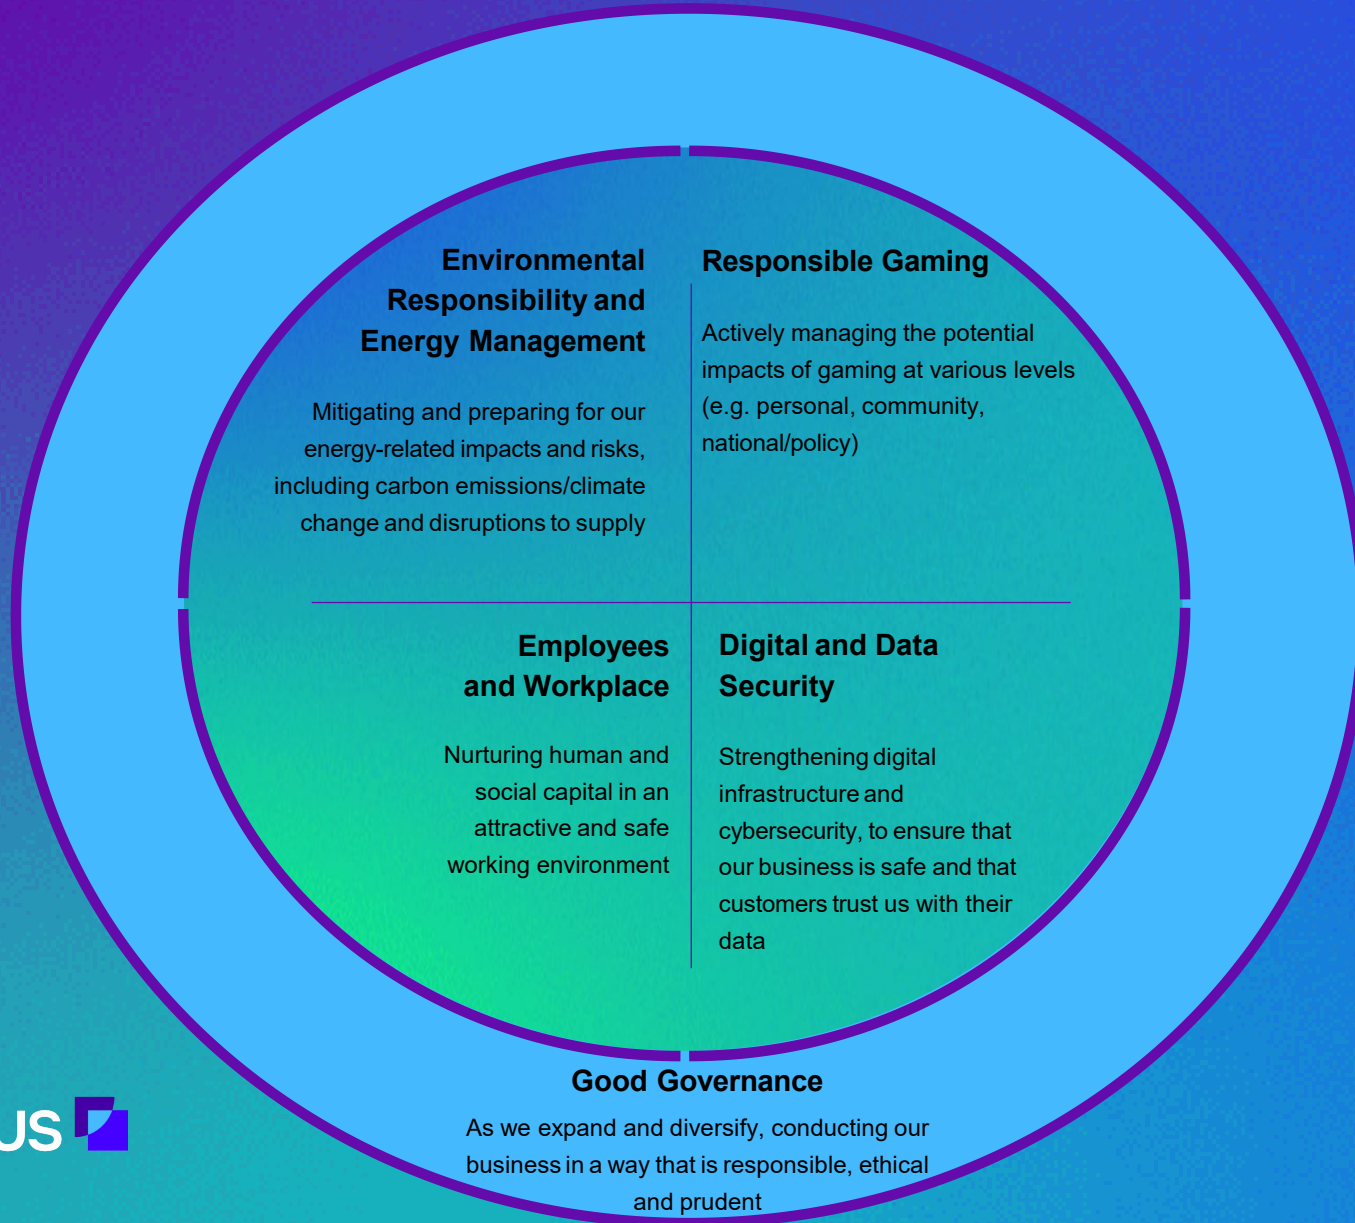 Environmental
Responsibility and
Energy Management
Mitigating and preparing for our
energy-related impacts and risks,
including carbon emissions/climate
change and disruptions to supply
Responsible Gaming
Actively managing the potential
impacts of gaming at various levels
(e.g. personal, community,
national/policy)
Employees
and Workplace
Nurturing human and
social capital in an
attractive and safe
working environment
Digital and Data
Security
Strengthening digital
infrastructure and
cybersecurity, to ensure that
our business is safe and that
customers trust us with their
data
Good Governance
As we expand and diversify, conducting our
business in a way that is responsible, ethical
and prudent